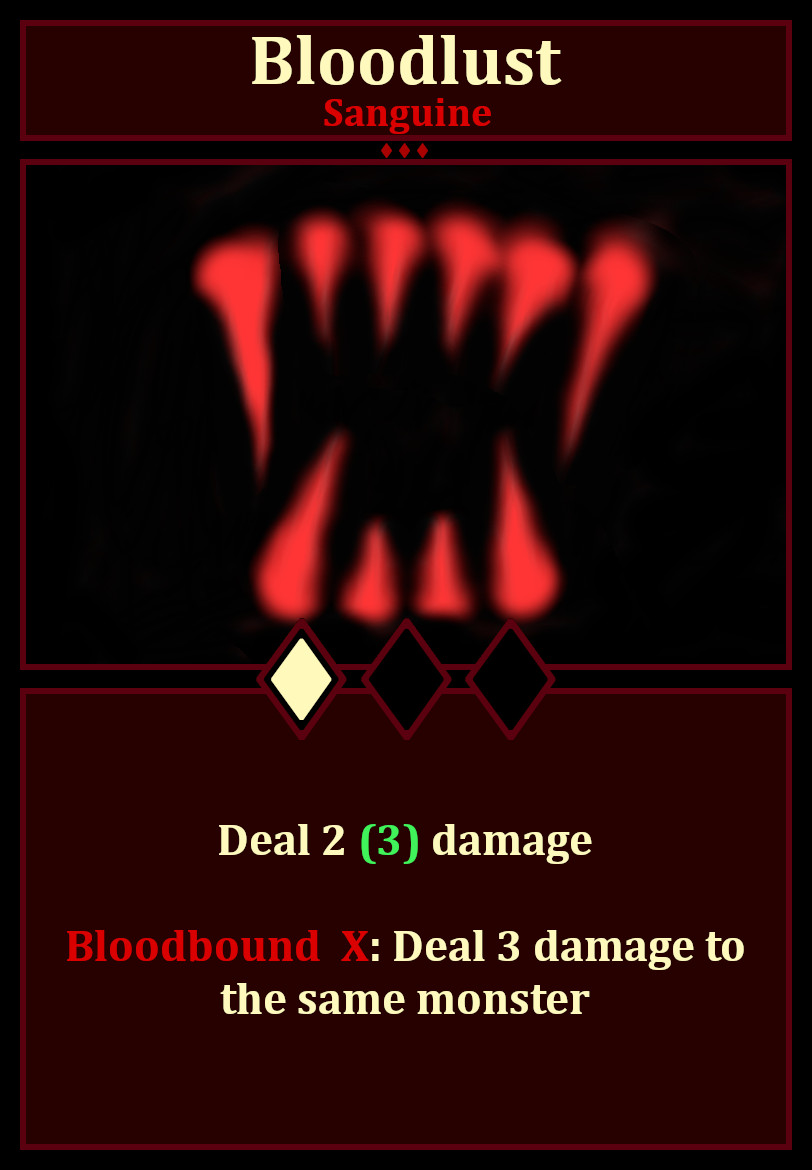 Bloodlust
Sanguine
Deal 2 (3) damage
Bloodbound X: Deal 3 damage to
the same monster